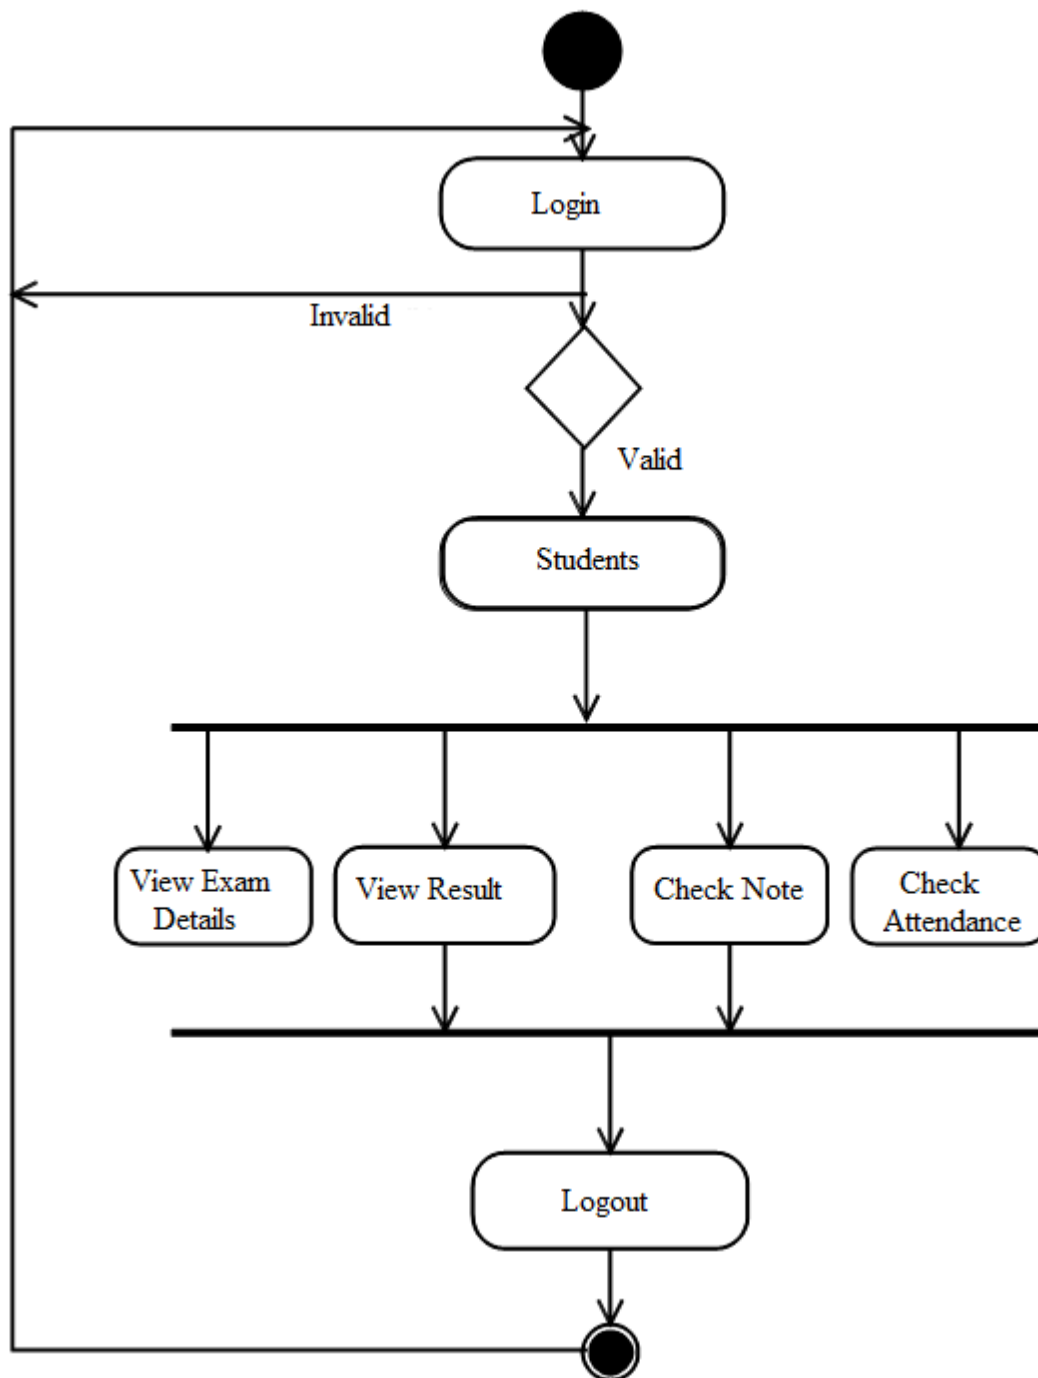 Login
Invalid
Valid
Students
View Exam
Details
View Result
Check Note
Check
Attendance
Logout